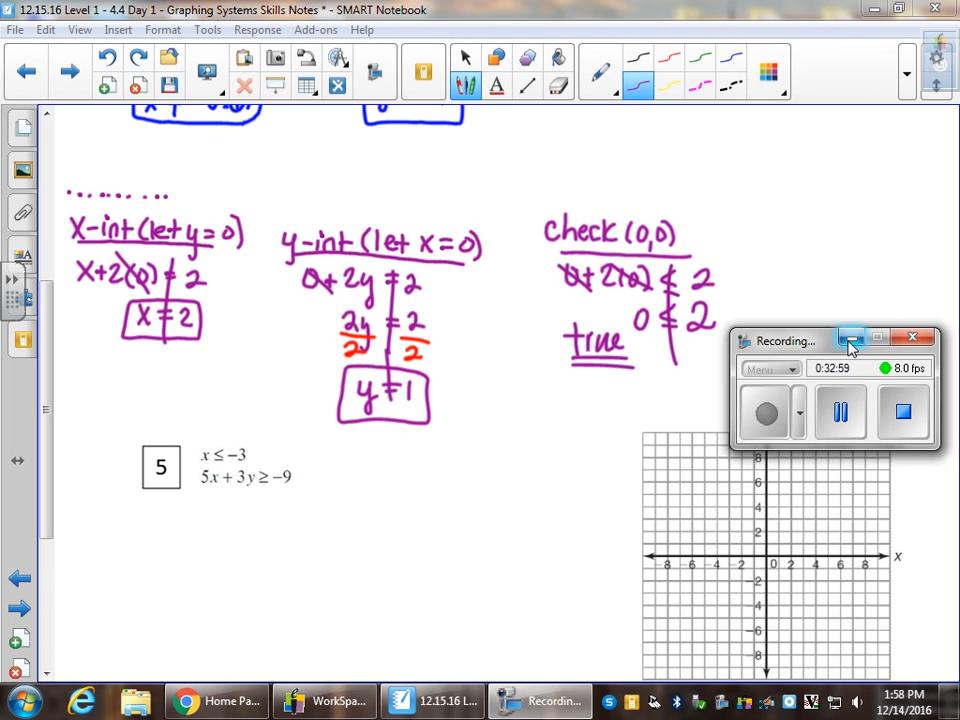 12.15.16 Level 1 - 4.4 Day 1 - Graphing Systems Skills Notes * - SMART Notebook
File Edit View Insert Format Tools Response Add-ons Help
x-int (let y=0)
x+2(0) = 2
x = 2
y-int (let x=0)
0+2y = 2
2y = 2
2 2
y = 1
check (0,0)
0+2(0) < 2
0 < 2
true
Recording...
Menu
0:32:59
8.0 fps
5
x ≤ −3
5x + 3y ≥ −9
8
6
4
2
-8 -6 -4 -2 0 2 4 6 8 x
-2
-4
-6
-8
Home Pa...
WorkSpa...
12.15.16 L...
Recordin...
1:58 PM
12/14/2016